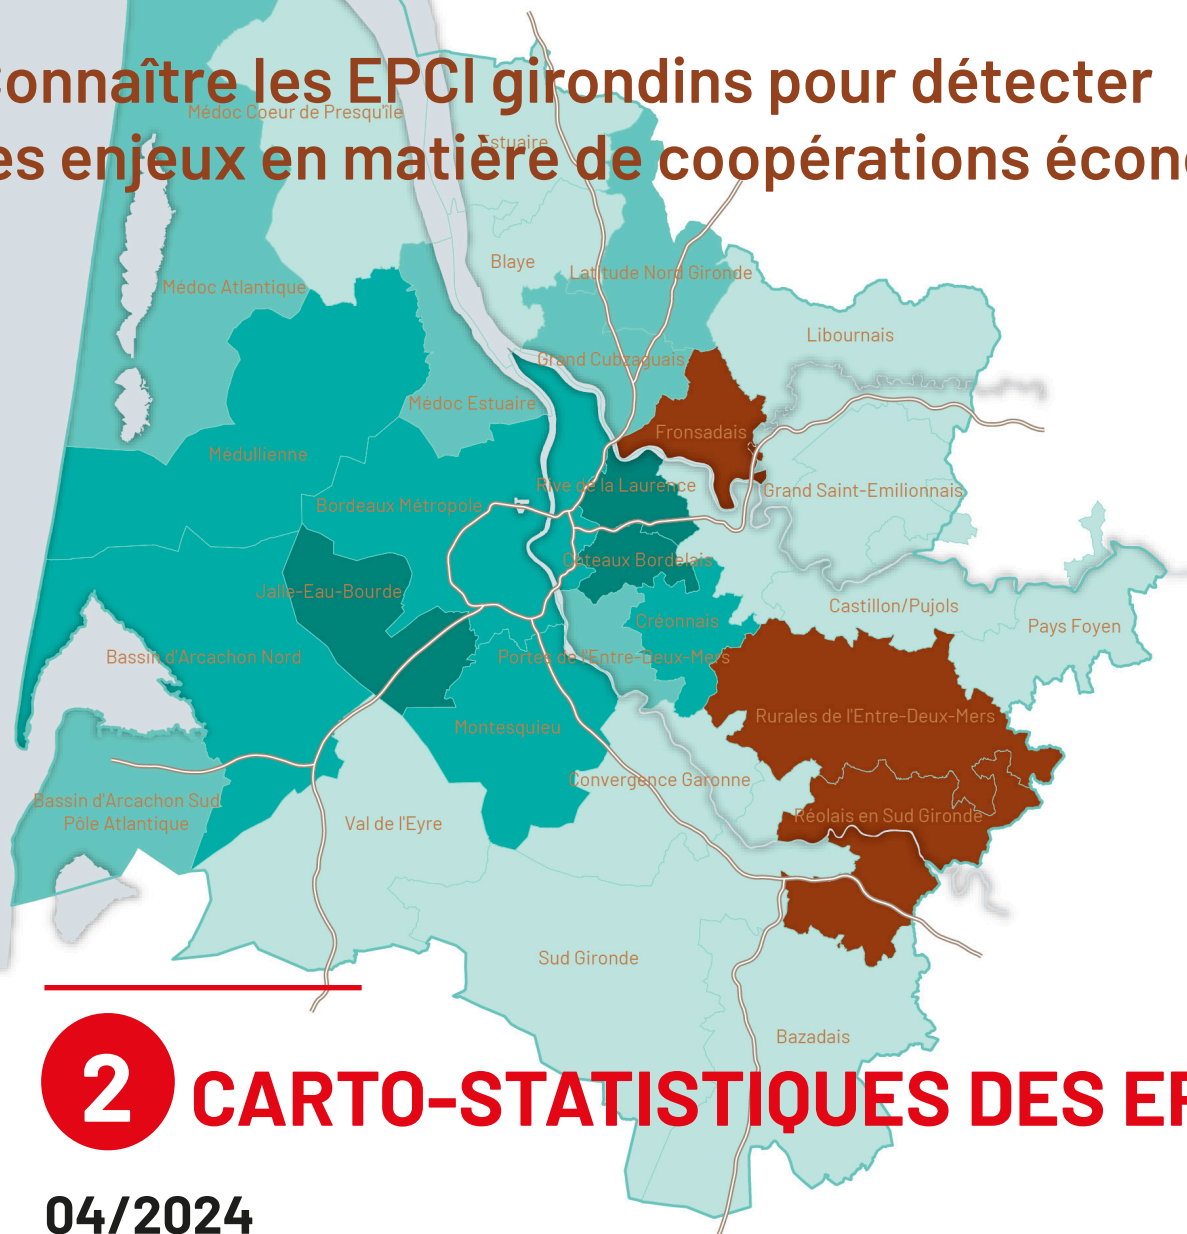 onnaître les EPCI girondins pour détecter
es enjeux en matière de coopérations écon
Médoc Coeur de Presqu'île
Estuaire
Blaye
Latitude Nord Gironde
Médoc Atlantique
Libournais
Grand Cubzaguais
Médoc Estuaire
Fronsadais
Médullienne
Rive de la Laurence
Grand Saint-Emilionnais
Bordeaux Métropole
Côteaux Bordelais
Jalle-Eau-Bourde
Castillon/Pujols
Créonnais
Pays Foyen
Bassin d'Arcachon Nord
Portes de l'Entre-Deux-Mers
Rurales de l'Entre-Deux-Mers
Montesquieu
Convergence Garonne
Bassin d'Arcachon Sud
Pôle Atlantique
Val de l'Eyre
Réolais en Sud Gironde
Sud Gironde
Bazadais
2 CARTO-STATISTIQUES DES EP
04/2024